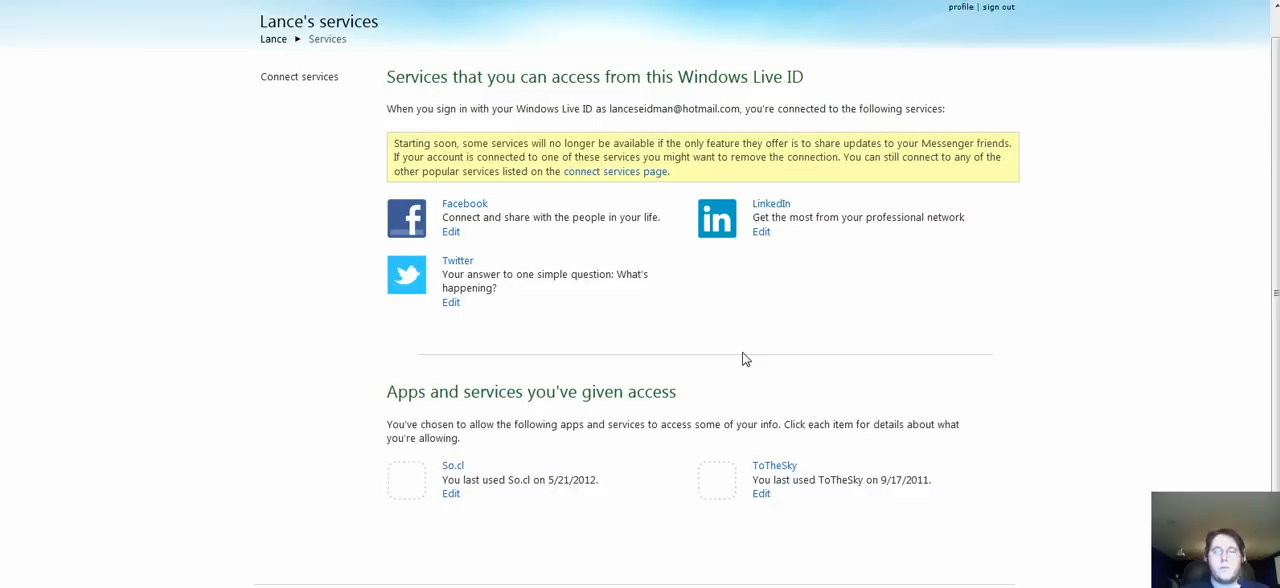 profile | sign out
Lance's services
Lance ► Services
Connect services
Services that you can access from this Windows Live ID
When you sign in with your Windows Live ID as lanceseidman@hotmail.com, you're connected to the following services:
Starting soon, some services will no longer be available if the only feature they offer is to share updates to your Messenger friends.
If your account is connected to one of these services you might want to remove the connection. You can still connect to any of the
other popular services listed on the connect services page.
Facebook
Connect and share with the people in your life.
Edit
LinkedIn
Get the most from your professional network
Edit
Twitter
Your answer to one simple question: What's
happening?
Edit
Apps and services you've given access
You've chosen to allow the following apps and services to access some of your info. Click each item for details about what
you're allowing.
So.cl
You last used So.cl on 5/21/2012.
Edit
ToTheSky
You last used ToTheSky on 9/17/2011.
Edit